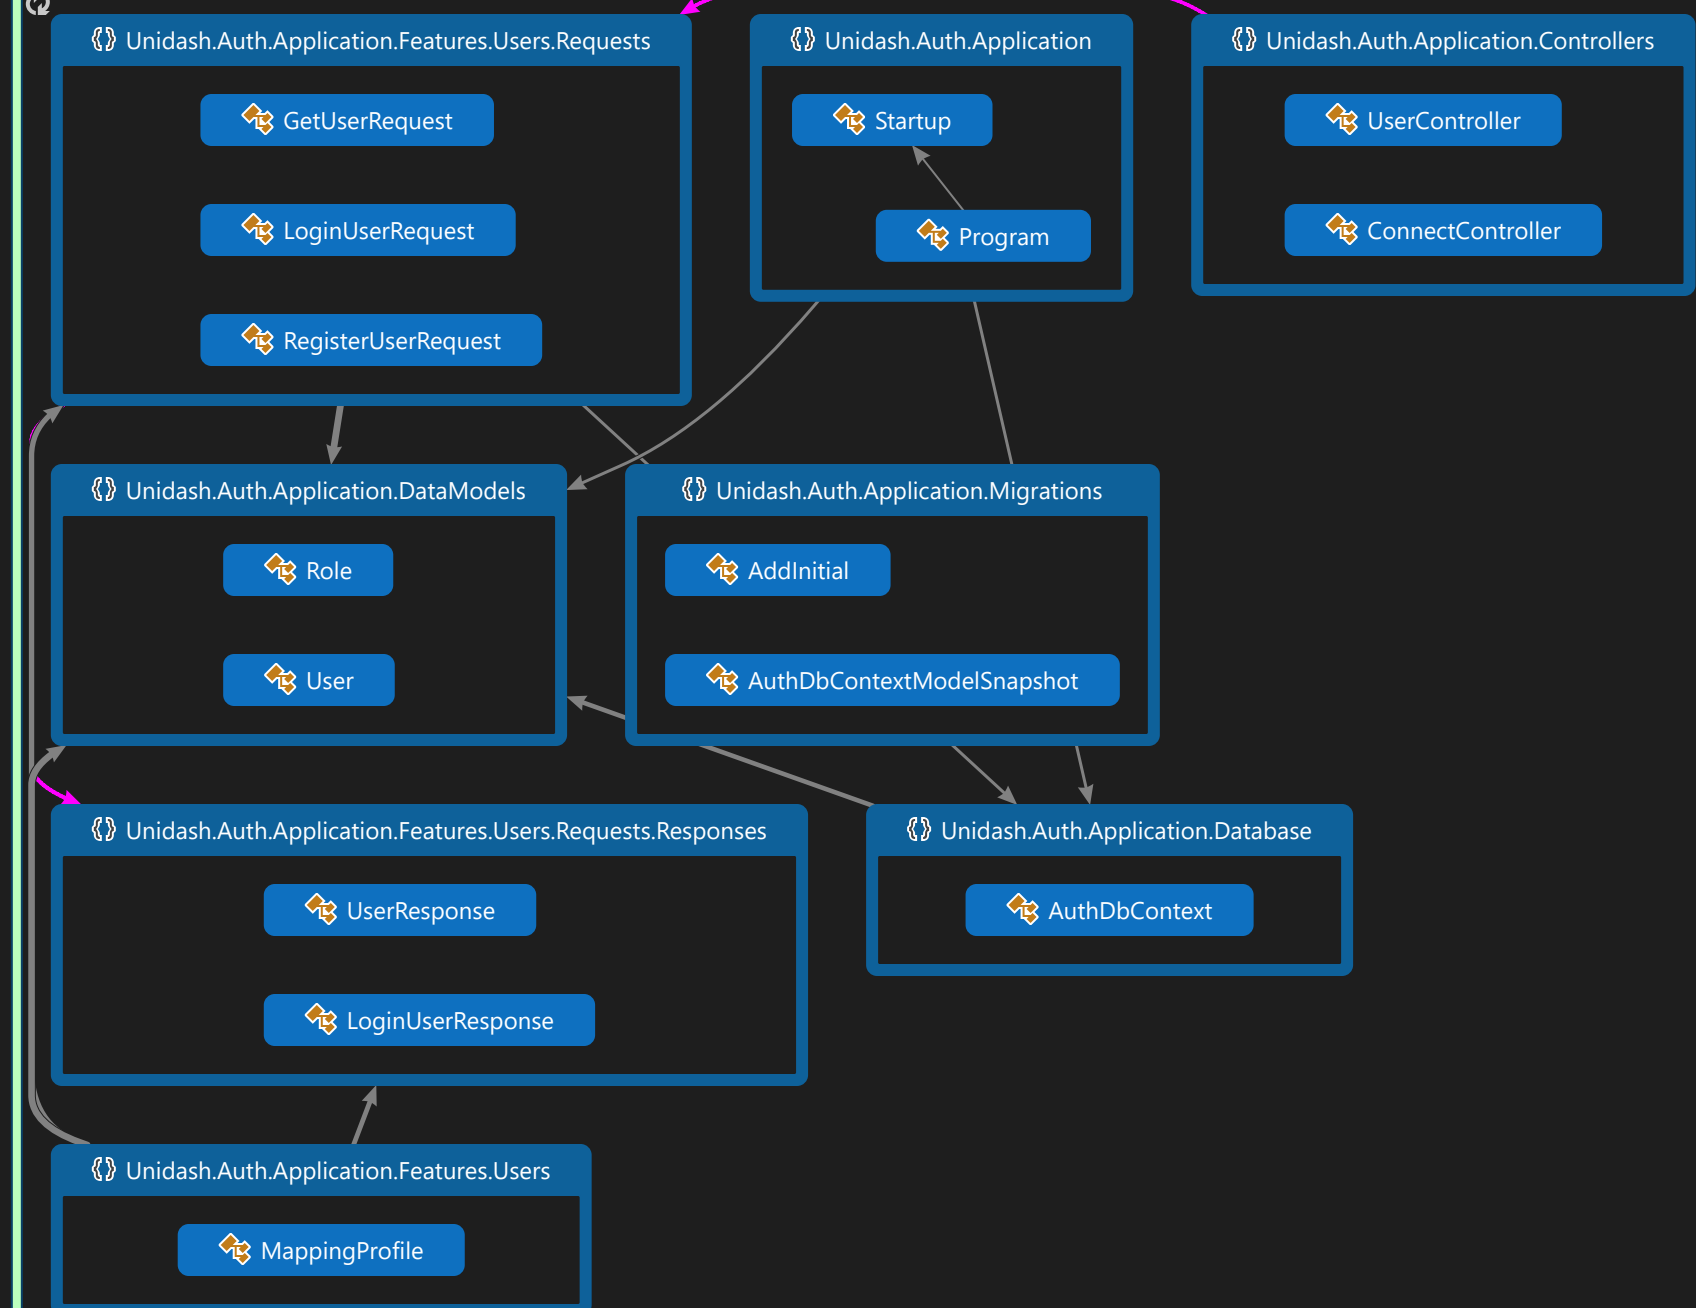 Unidash.Auth.Application.Features.Users.Requests
GetUserRequest
LoginUserRequest
RegisterUserRequest
Unidash.Auth.Application
Startup
Program
Unidash.Auth.Application.Controllers
UserController
ConnectController
Unidash.Auth.Application.DataModels
Role
User
Unidash.Auth.Application.Migrations
AddInitial
AuthDbContextModelSnapshot
Unidash.Auth.Application.Features.Users.Requests.Responses
UserResponse
LoginUserResponse
Unidash.Auth.Application.Database
AuthDbContext
Unidash.Auth.Application.Features.Users
MappingProfile